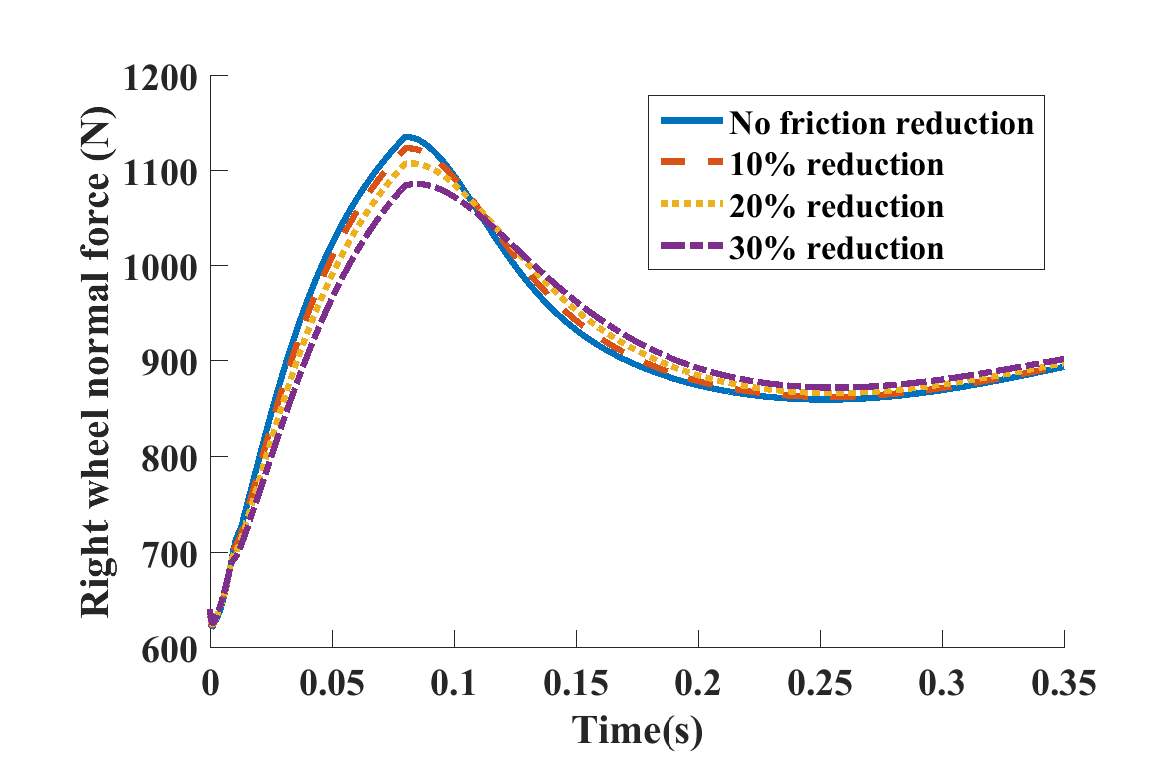 1200
1100
1000
900
800
700
600
Right wheel normal force (N)
No friction reduction
10% reduction
20% reduction
30% reduction
0 0.05 0.1 0.15 0.2 0.25 0.3 0.35
Time(s)